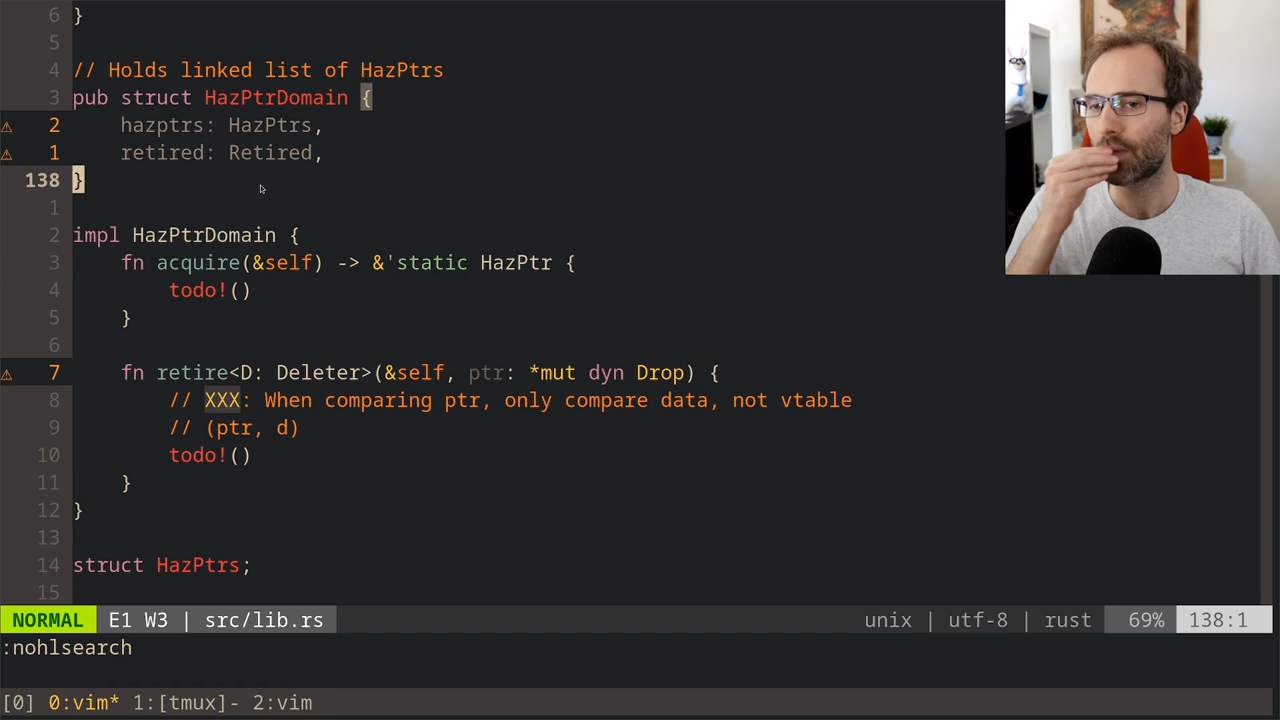 6 }
5
4 // Holds linked list of HazPtrs
3 pub struct HazPtrDomain {
⚠ 2     hazptrs: HazPtrs,
⚠ 1     retired: Retired,
138 }
1
2 impl HazPtrDomain {
3     fn acquire(&self) -> &'static HazPtr {
4         todo!()
5     }
6
⚠ 7     fn retire<D: Deleter>(&self, ptr: *mut dyn Drop) {
8         // XXX: When comparing ptr, only compare data, not vtable
9         // (ptr, d)
10         todo!()
11     }
12 }
13
14 struct HazPtrs;
15
NORMAL E1 W3 | src/lib.rs unix | utf-8 | rust 69% 138:1
:nohlsearch
[0] 0:vim* 1:[tmux]- 2:vim